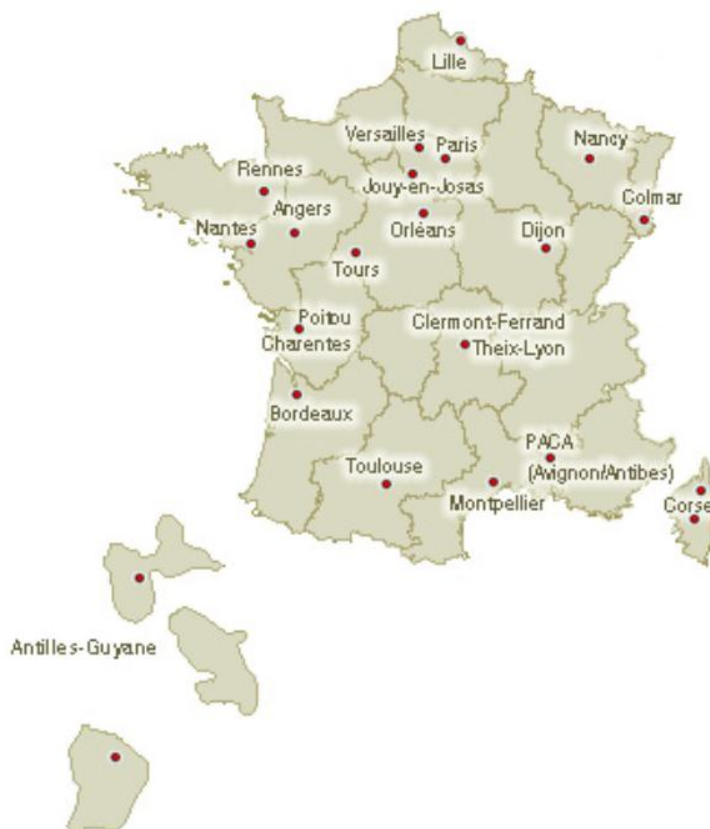 Lille
Versailles
Paris
Nancy
Rennes
Jouy-en-Josas
Colmar
Angers
Nantes
Orléans
Dijon
Tours
Poitou
Charentes
Clermont-Ferrand
Theix-Lyon
Bordeaux
PACA
(Avignon/Antibes)
Toulouse
Montpellier
Corse
Antilles-Guyane